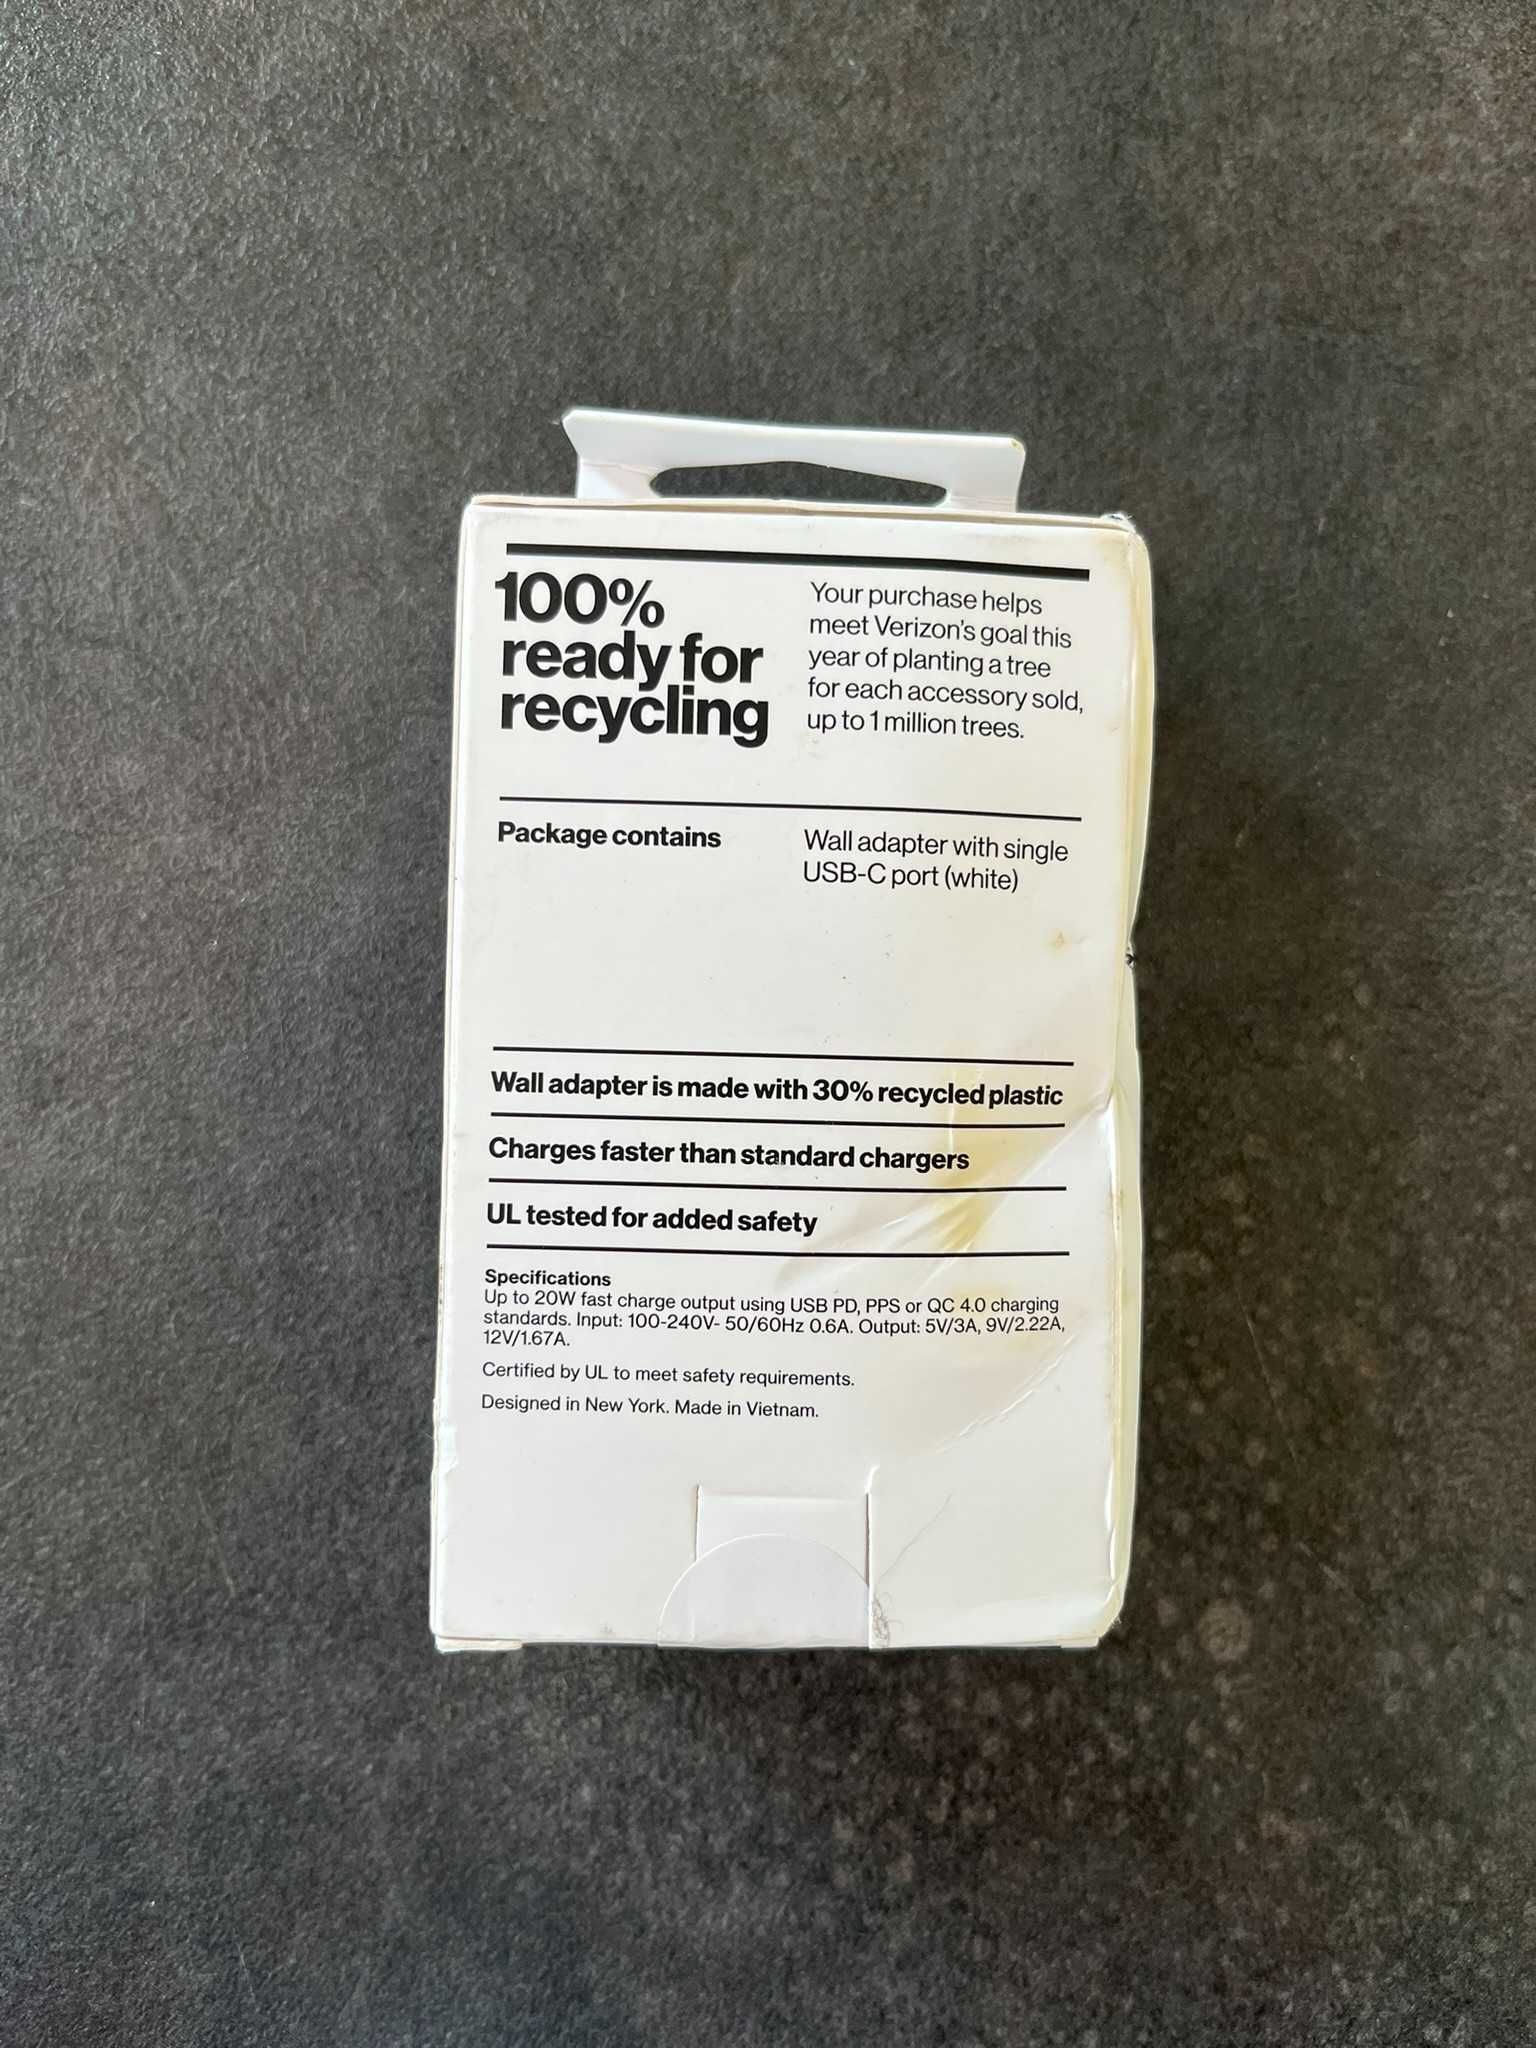 100%
ready for
recycling
Your purchase helps
meet Verizon's goal this
year of planting a tree
for each accessory sold,
up to 1 million trees.
Package contains
Wall adapter with single
USB-C port (white)
Wall adapter is made with 30% recycled plastic
Charges faster than standard chargers
UL tested for added safety
Specifications
Up to 20W fast charge output using USB PD, PPS or QC 4.0 charging
standards. Input: 100-240V- 50/60Hz 0.6A. Output: 5V/3A, 9V/2.22A,
12V/1.67A.
Certified by UL to meet safety requirements.
Designed in New York. Made in Vietnam.